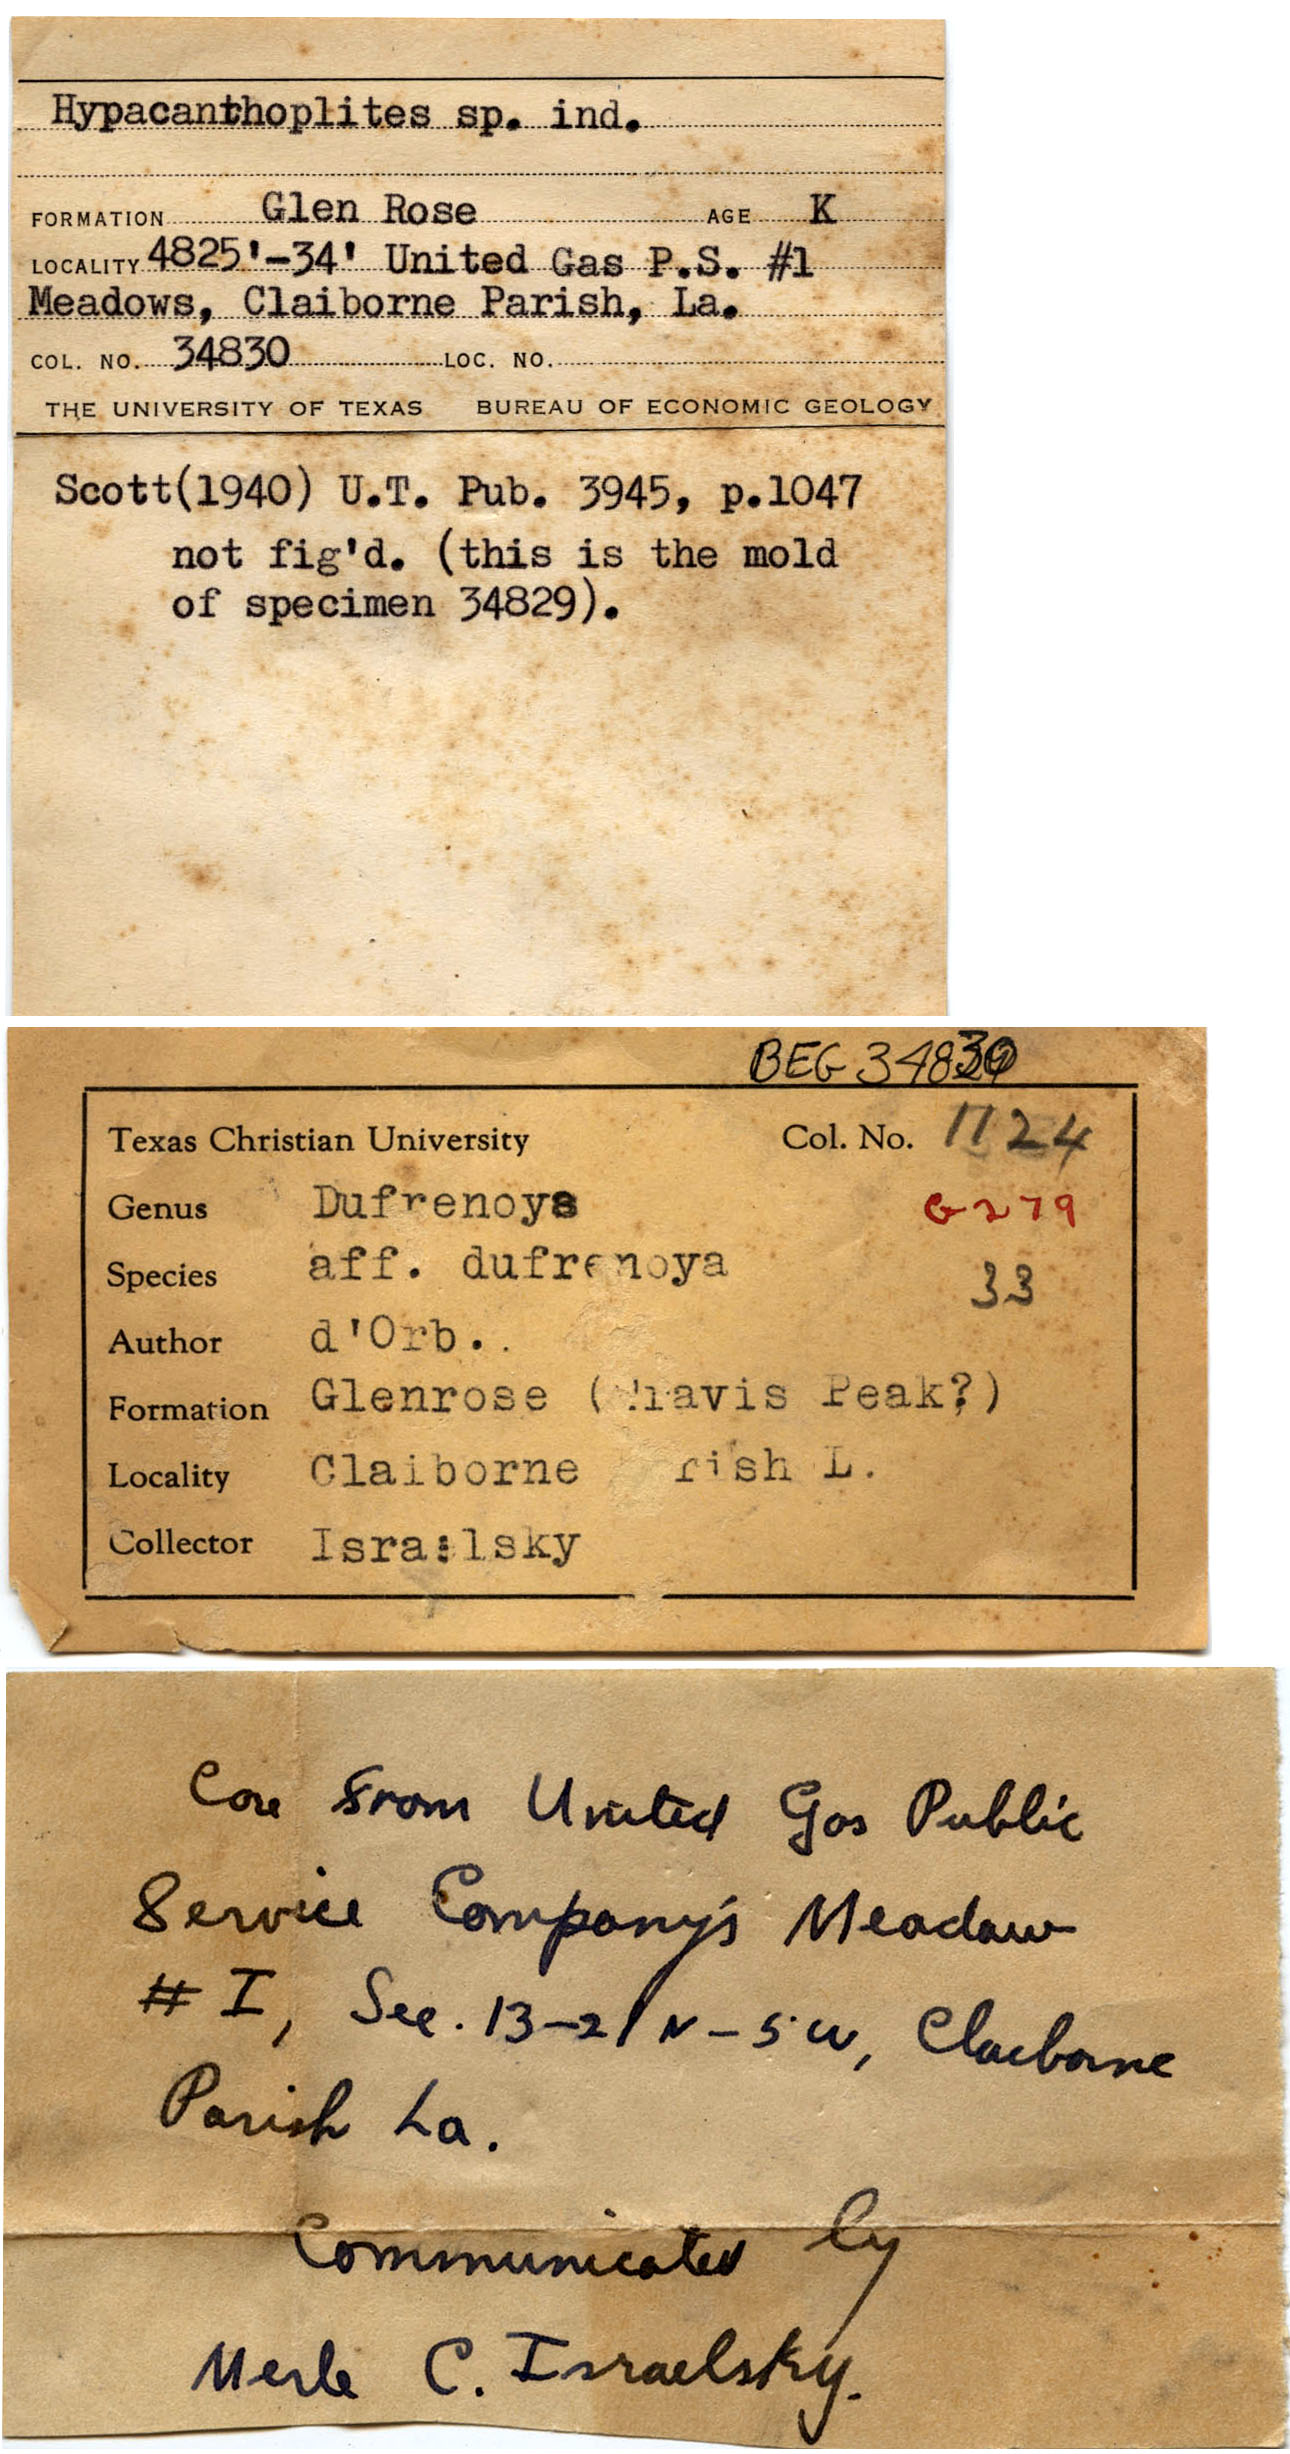 Hypacanthoplites sp. ind.
FORMATION Glen Rose AGE K
LOCALITY 4825'-34' United Gas P.S. #1
Meadows, Claiborne Parish, La.
COL. NO. 34830 LOC. NO.
THE UNIVERSITY OF TEXAS BUREAU OF ECONOMIC GEOLOGY
Scott(1940) U.T. Pub. 3945, p.1047
not fig'd. (this is the mold
of specimen 34829).
BEG 34830
Texas Christian University Col. No. 1124
Genus Dufrenoya
G279
Species aff. dufrenoya
33
Author d'Orb..
Formation Glenrose (Travis Peak?)
Locality Claiborne rish L.
Collector Israelsky
Core from United Gas Public
Service Company's Meadow
# I, Sec. 13-21N-5W, Claiborne
Parish La.
Communicated by
Merle C. Israelsky.